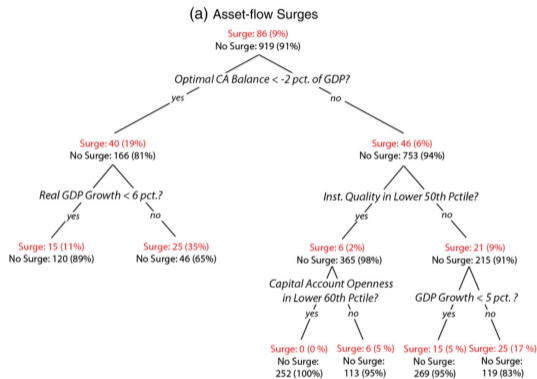 (a) Asset-flow Surges
Surge: 86 (9%)
No Surge: 919 (91%)
Optimal CA Balance < -2 pct. of GDP?
yes
no
Surge: 40 (19%)
No Surge: 166 (81%)
Surge: 46 (6%)
No Surge: 753 (94%)
Real GDP Growth < 6 pct.?
Inst. Quality in Lower 50th Pctile?
yes
no
yes
no
Surge: 15 (11%)
No Surge: 120 (89%)
Surge: 25 (35%)
No Surge: 46 (65%)
Surge: 6 (2%)
No Surge: 365 (98%)
Surge: 21 (9%)
No Surge: 215 (91%)
Capital Account Openness
in Lower 60th Pctile?
GDP Growth < 5 pct. ?
yes
no
yes
no
Surge: 0 (0 %)
No Surge:
252 (100%)
Surge: 6 (5 %)
No Surge:
113 (95%)
Surge: 15 (5 %)
No Surge:
269 (95%)
Surge: 25 (17 %)
No Surge:
119 (83%)